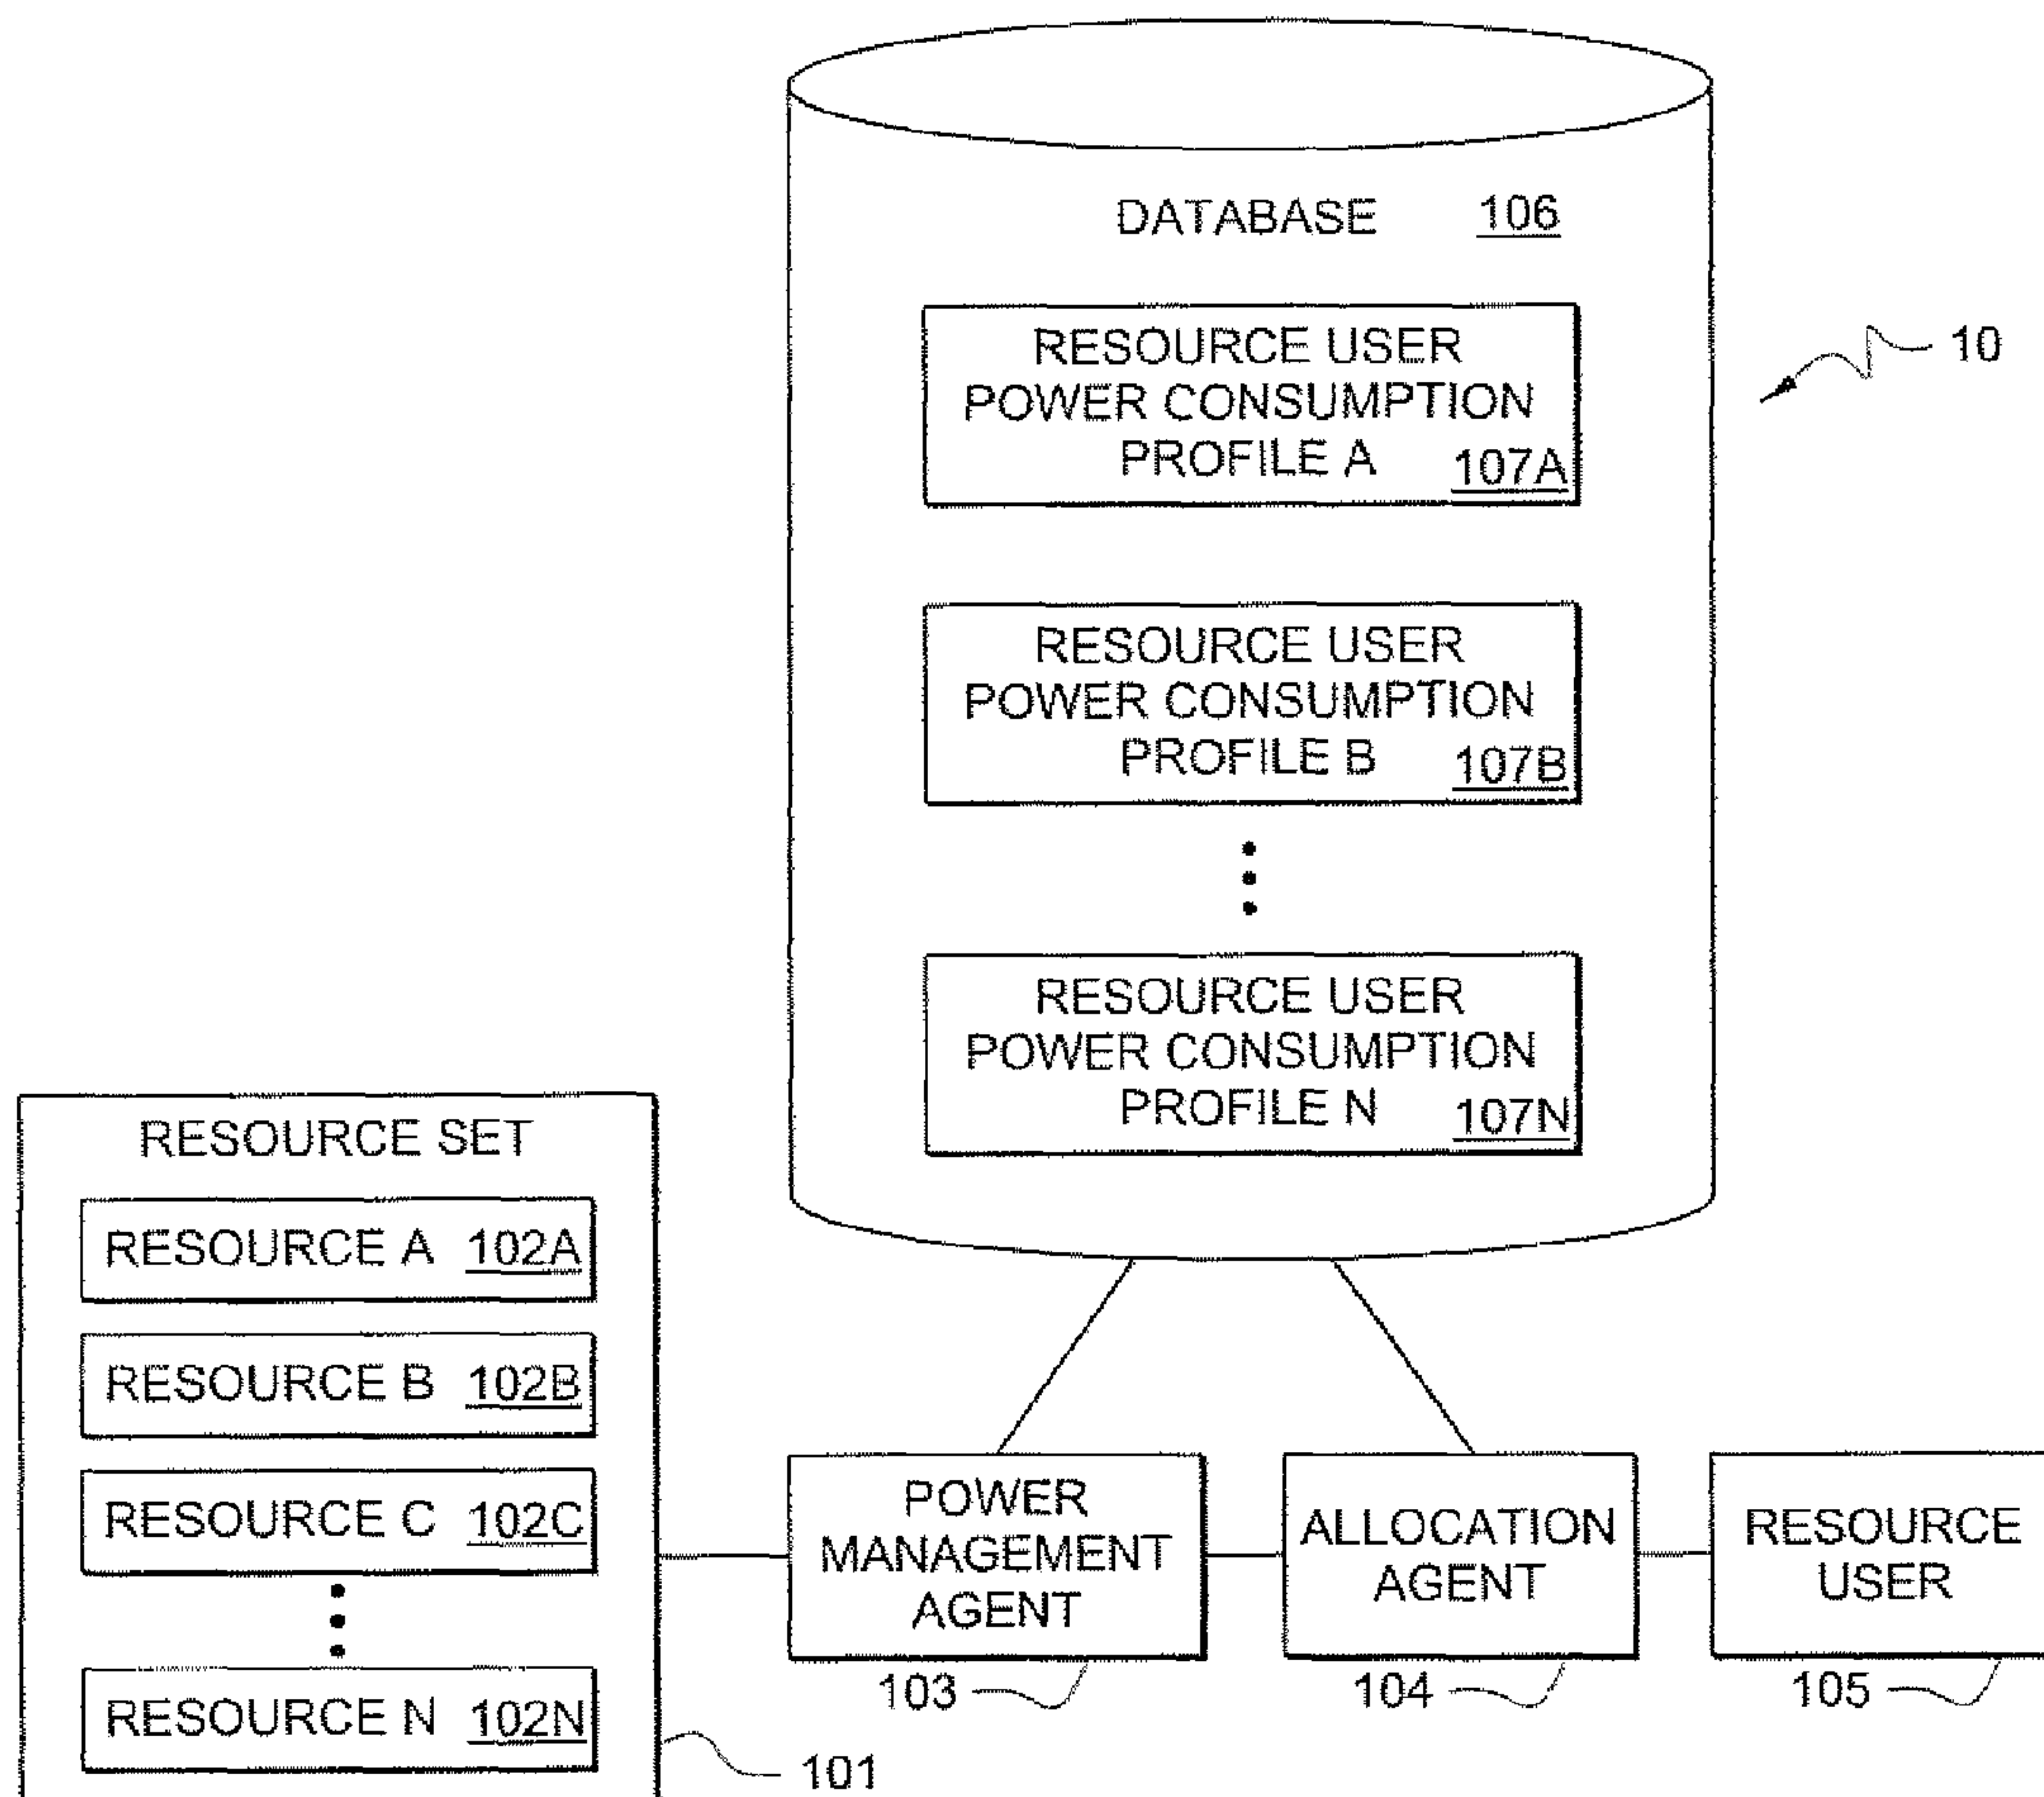 DATABASE 106
RESOURCE USER
POWER CONSUMPTION
PROFILE A 107A
10
RESOURCE USER
POWER CONSUMPTION
PROFILE B 107B
RESOURCE USER
POWER CONSUMPTION
PROFILE N 107N
RESOURCE SET
RESOURCE A 102A
RESOURCE B 102B
RESOURCE C 102C
RESOURCE N 102N
101
POWER
MANAGEMENT
AGENT
103
ALLOCATION
AGENT
104
RESOURCE
USER
105